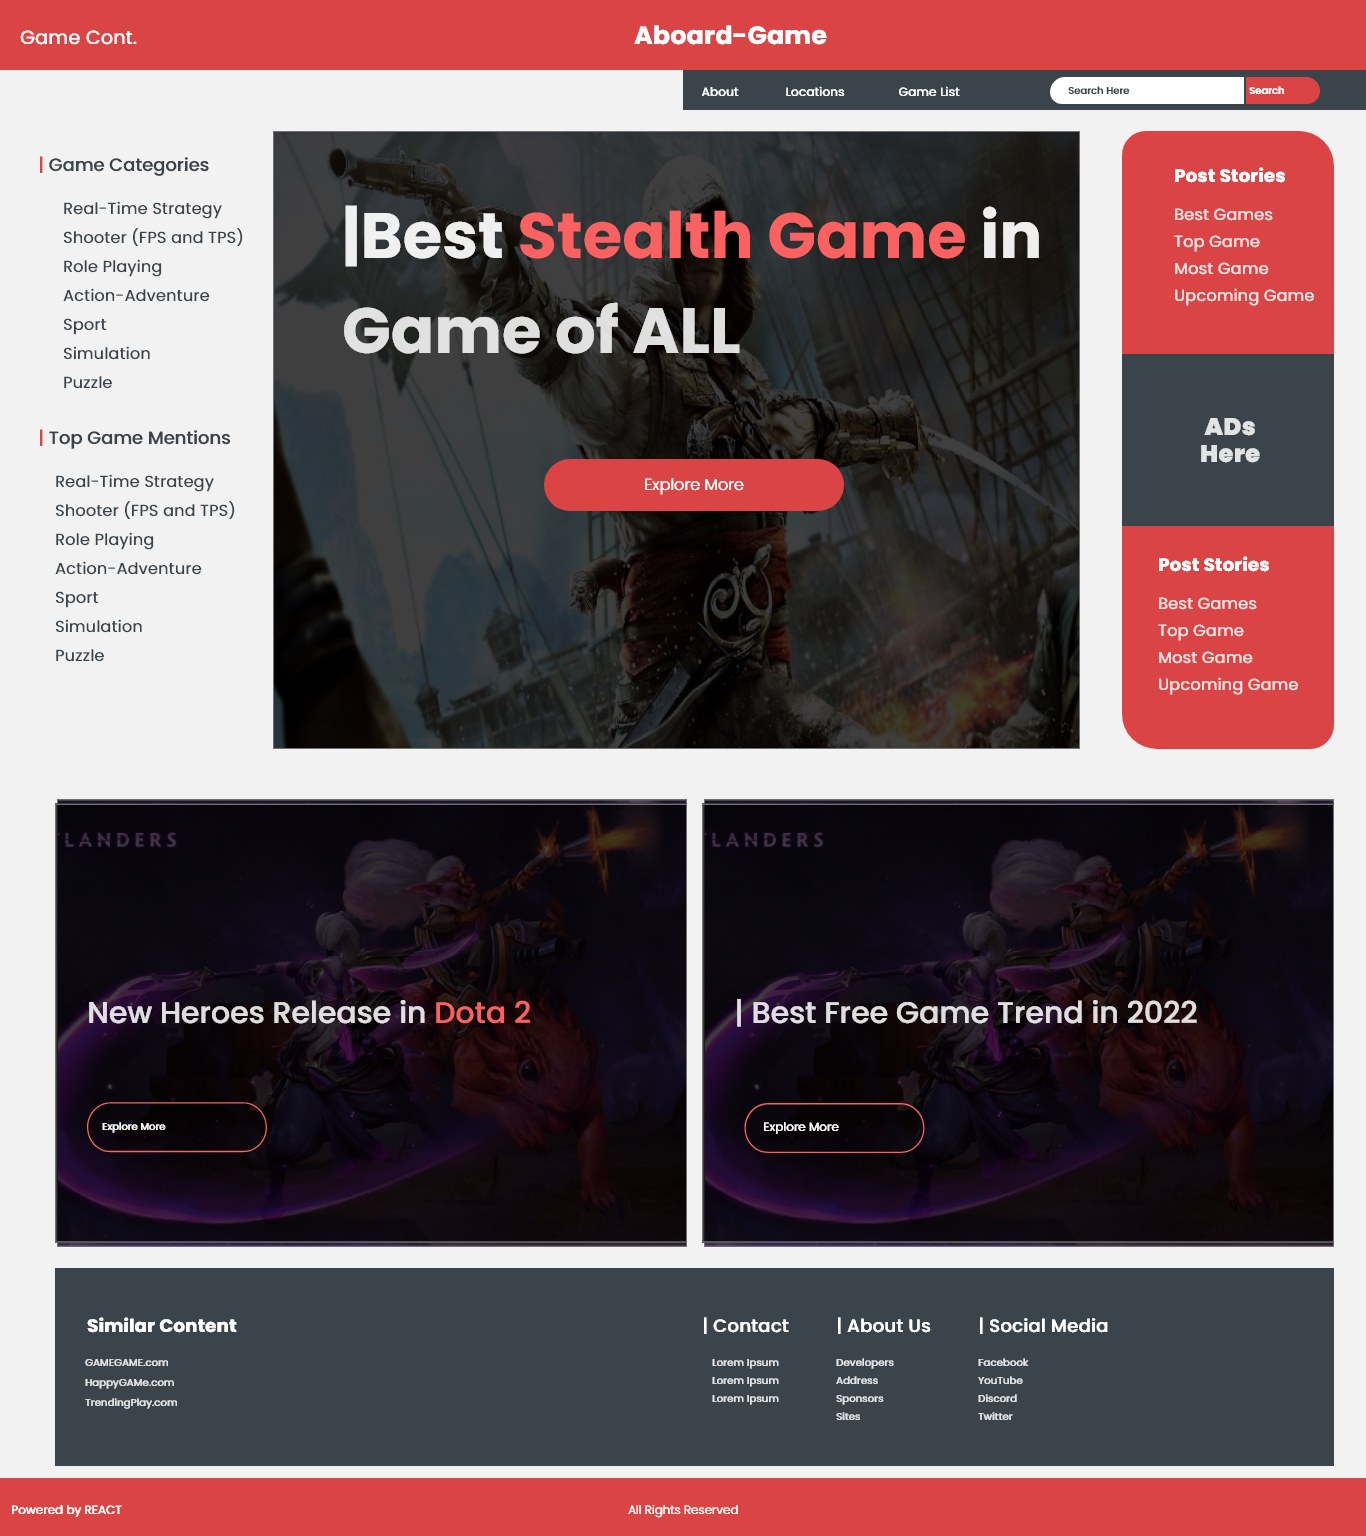 Game Cont.
Aboard-Game
About
Locations
Game List
Search Here
Search
| Game Categories
Real-Time Strategy
Shooter (FPS and TPS)
Role Playing
Action-Adventure
Sport
Simulation
Puzzle
| Top Game Mentions
Real-Time Strategy
Shooter (FPS and TPS)
Role Playing
Action-Adventure
Sport
Simulation
Puzzle
|Best Stealth Game in
Game of ALL
Explore More
Post Stories
Best Games
Top Game
Most Game
Upcoming Game
ADs
Here
Post Stories
Best Games
Top Game
Most Game
Upcoming Game
LANDERS
New Heroes Release in Dota 2
Explore More
LANDERS
| Best Free Game Trend in 2022
Explore More
Similar Content
GAMEGAME.com
HappyGAMe.com
TrendingPlay.com
| Contact
Lorem Ipsum
Lorem Ipsum
Lorem Ipsum
| About Us
Developers
Address
Sponsors
Sites
| Social Media
Facebook
YouTube
Discord
Twitter
Powered by REACT
All Rights Reserved